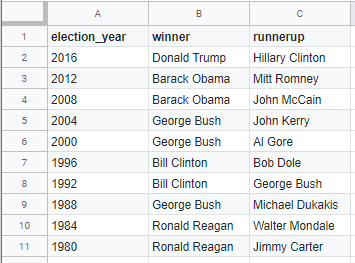 A B C
1 election_year winner runnerup
2 2016 Donald Trump Hillary Clinton
3 2012 Barack Obama Mitt Romney
4 2008 Barack Obama John McCain
5 2004 George Bush John Kerry
6 2000 George Bush Al Gore
7 1996 Bill Clinton Bob Dole
8 1992 Bill Clinton George Bush
9 1988 George Bush Michael Dukakis
10 1984 Ronald Reagan Walter Mondale
11 1980 Ronald Reagan Jimmy Carter